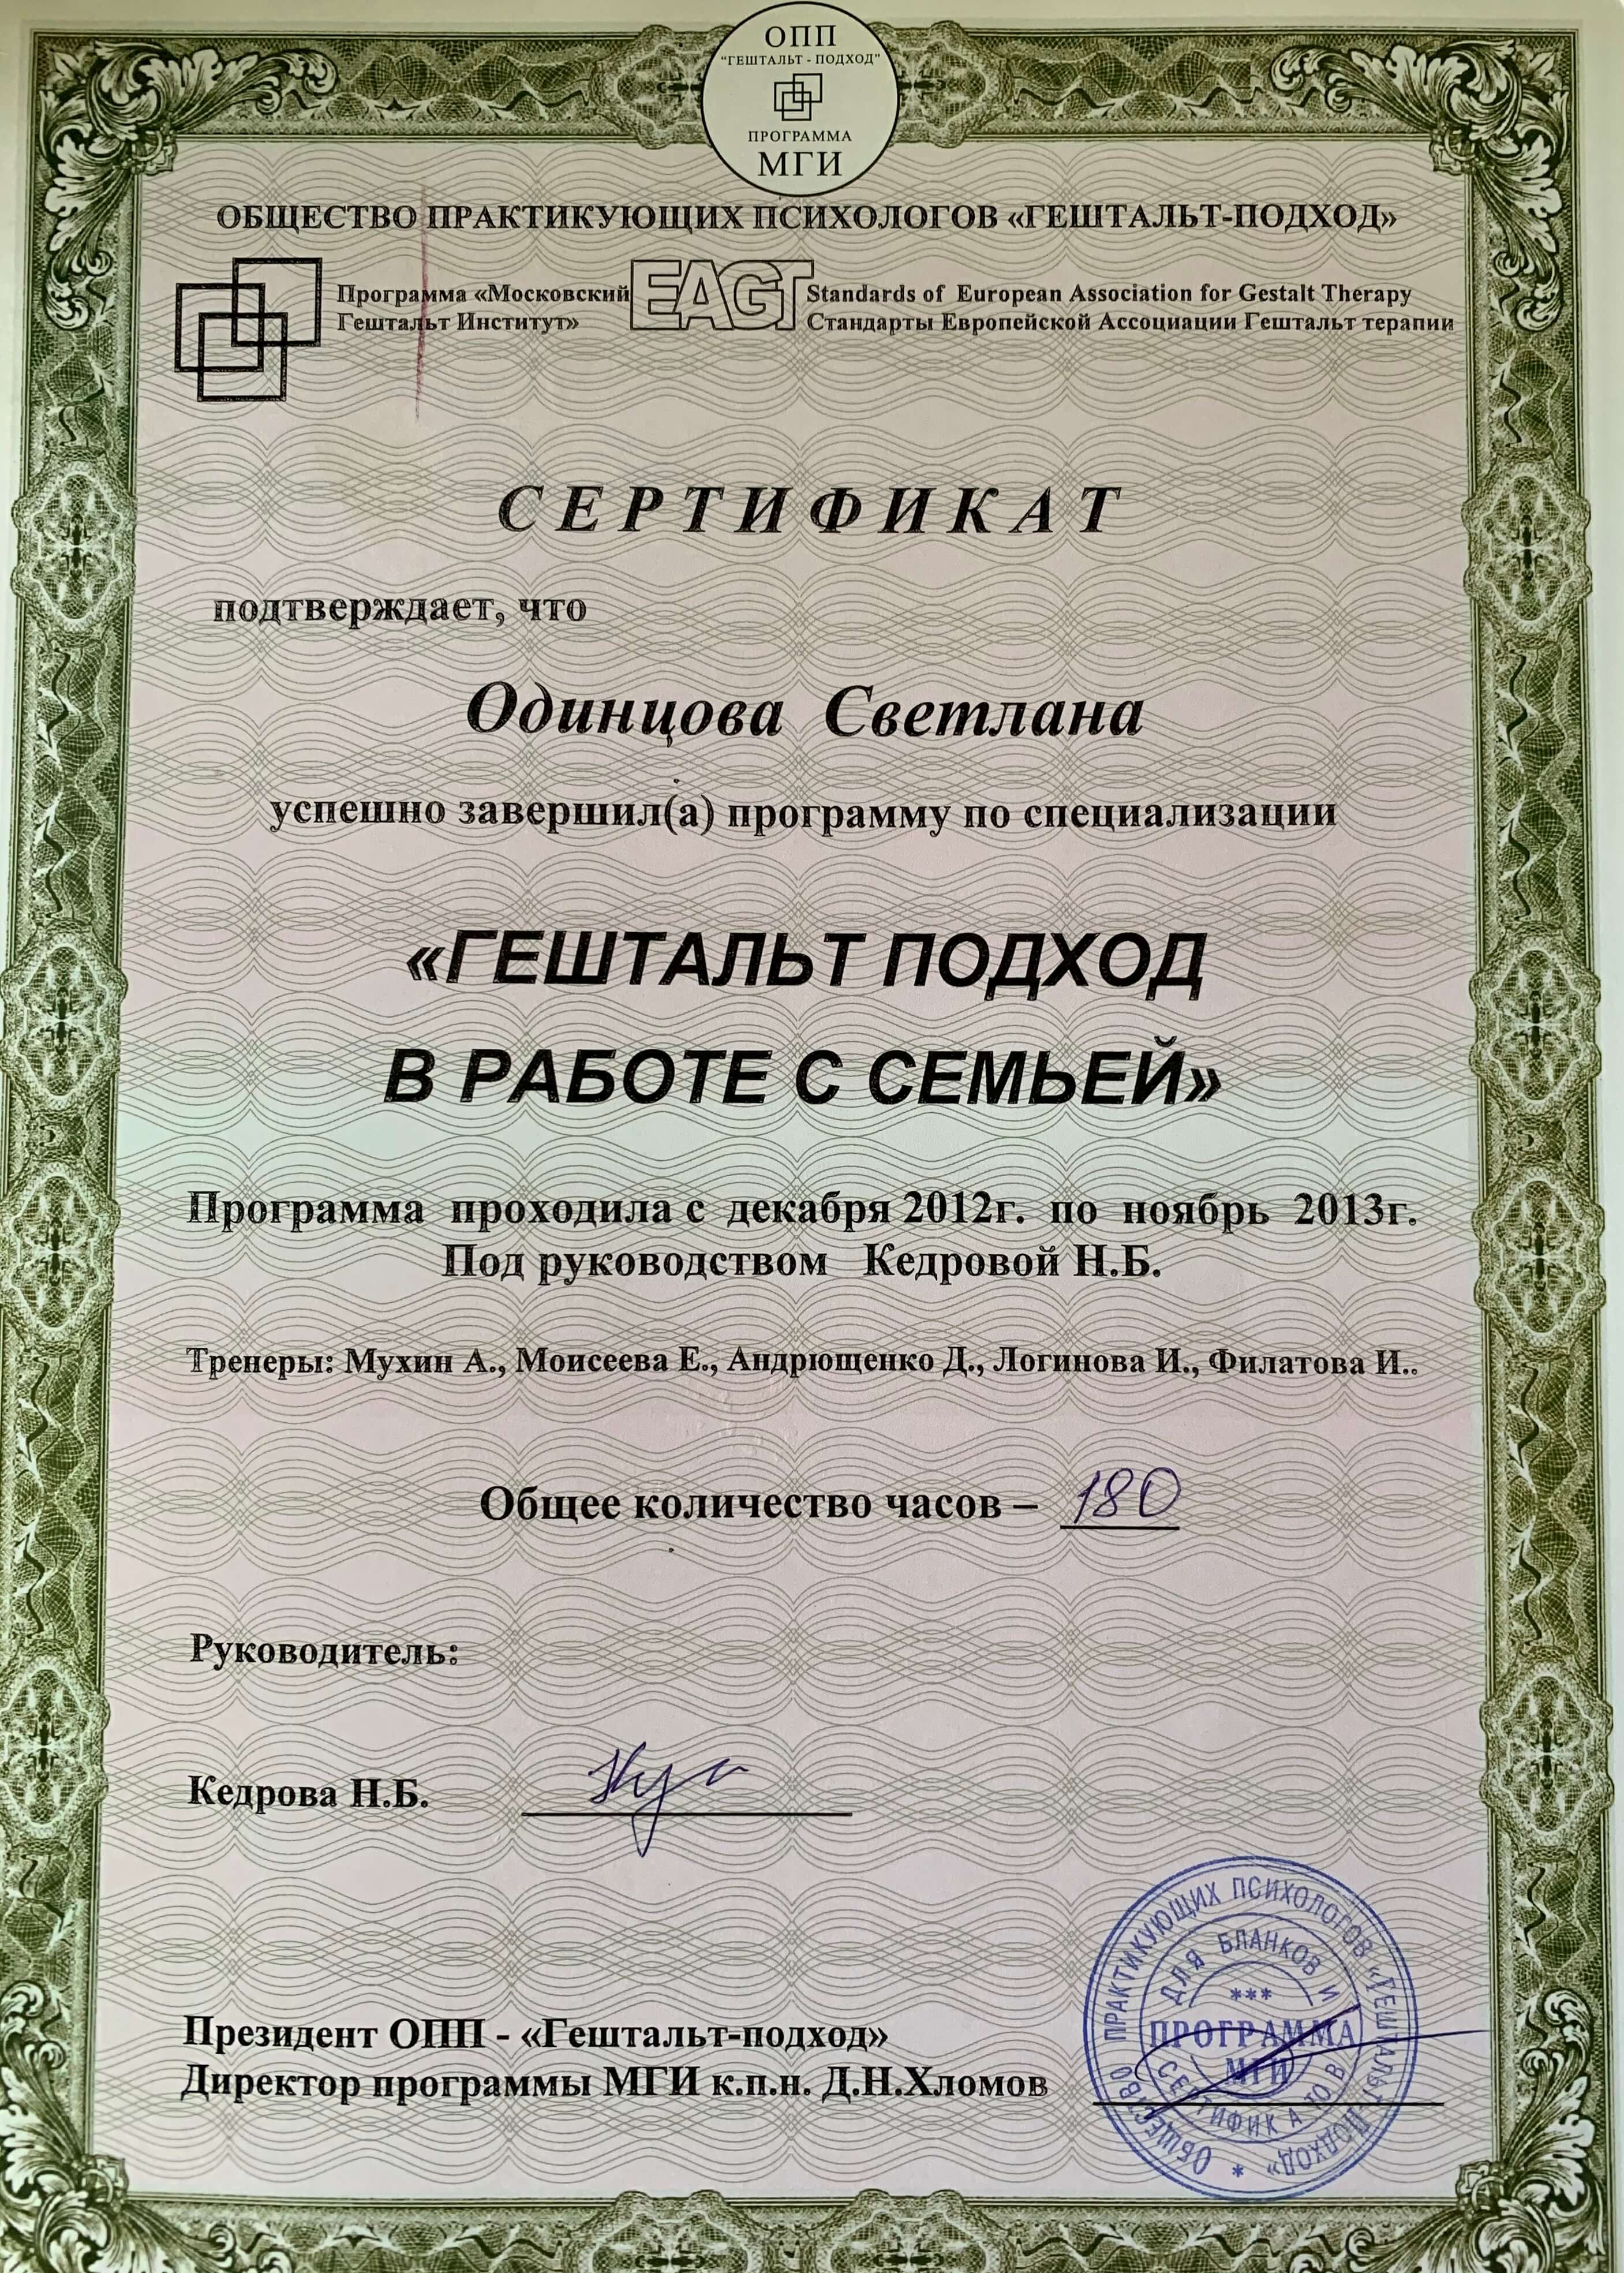 ОПП
"ГЕШТАЛЬТ - ПОДХОД"
ПРОГРАММА
МГИ
ОБЩЕСТВО ПРАКТИКУЮЩИХ ПСИХОЛОГОВ «ГЕШТАЛЬТ-ПОДХОД»
Программа «Московский
Гештальт Институт»
EAGT
Standards of European Association for Gestalt Therapy
Стандарты Европейской Ассоциации Гештальт терапии
СЕРТИФИКАТ
подтверждает, что
Одинцова Светлана
успешно завершил(а) программу по специализации
«ГЕШТАЛЬТ ПОДХОД
В РАБОТЕ С СЕМЬЕЙ»
Программа проходила с декабря 2012г. по ноябрь 2013г.
Под руководством Кедровой Н.Б.
Тренеры: Мухин А., Моисеева Е., Андрющенко Д., Логинова И., Филатова И..
Общее количество часов – 180
Руководитель:
Кедрова Н.Б.
Президент ОПП - «Гештальт-подход»
Директор программы МГИ к.п.н. Д.Н.Хломов
ОБЩЕСТВО ПРАКТИКУЮЩИХ ПСИХОЛОГОВ «ГЕШТАЛЬТ-ПОДХОД» *
ДЛЯ БЛАНКОВ И СЕРТИФИКАТОВ
***
ПРОГРАММА
МГИ